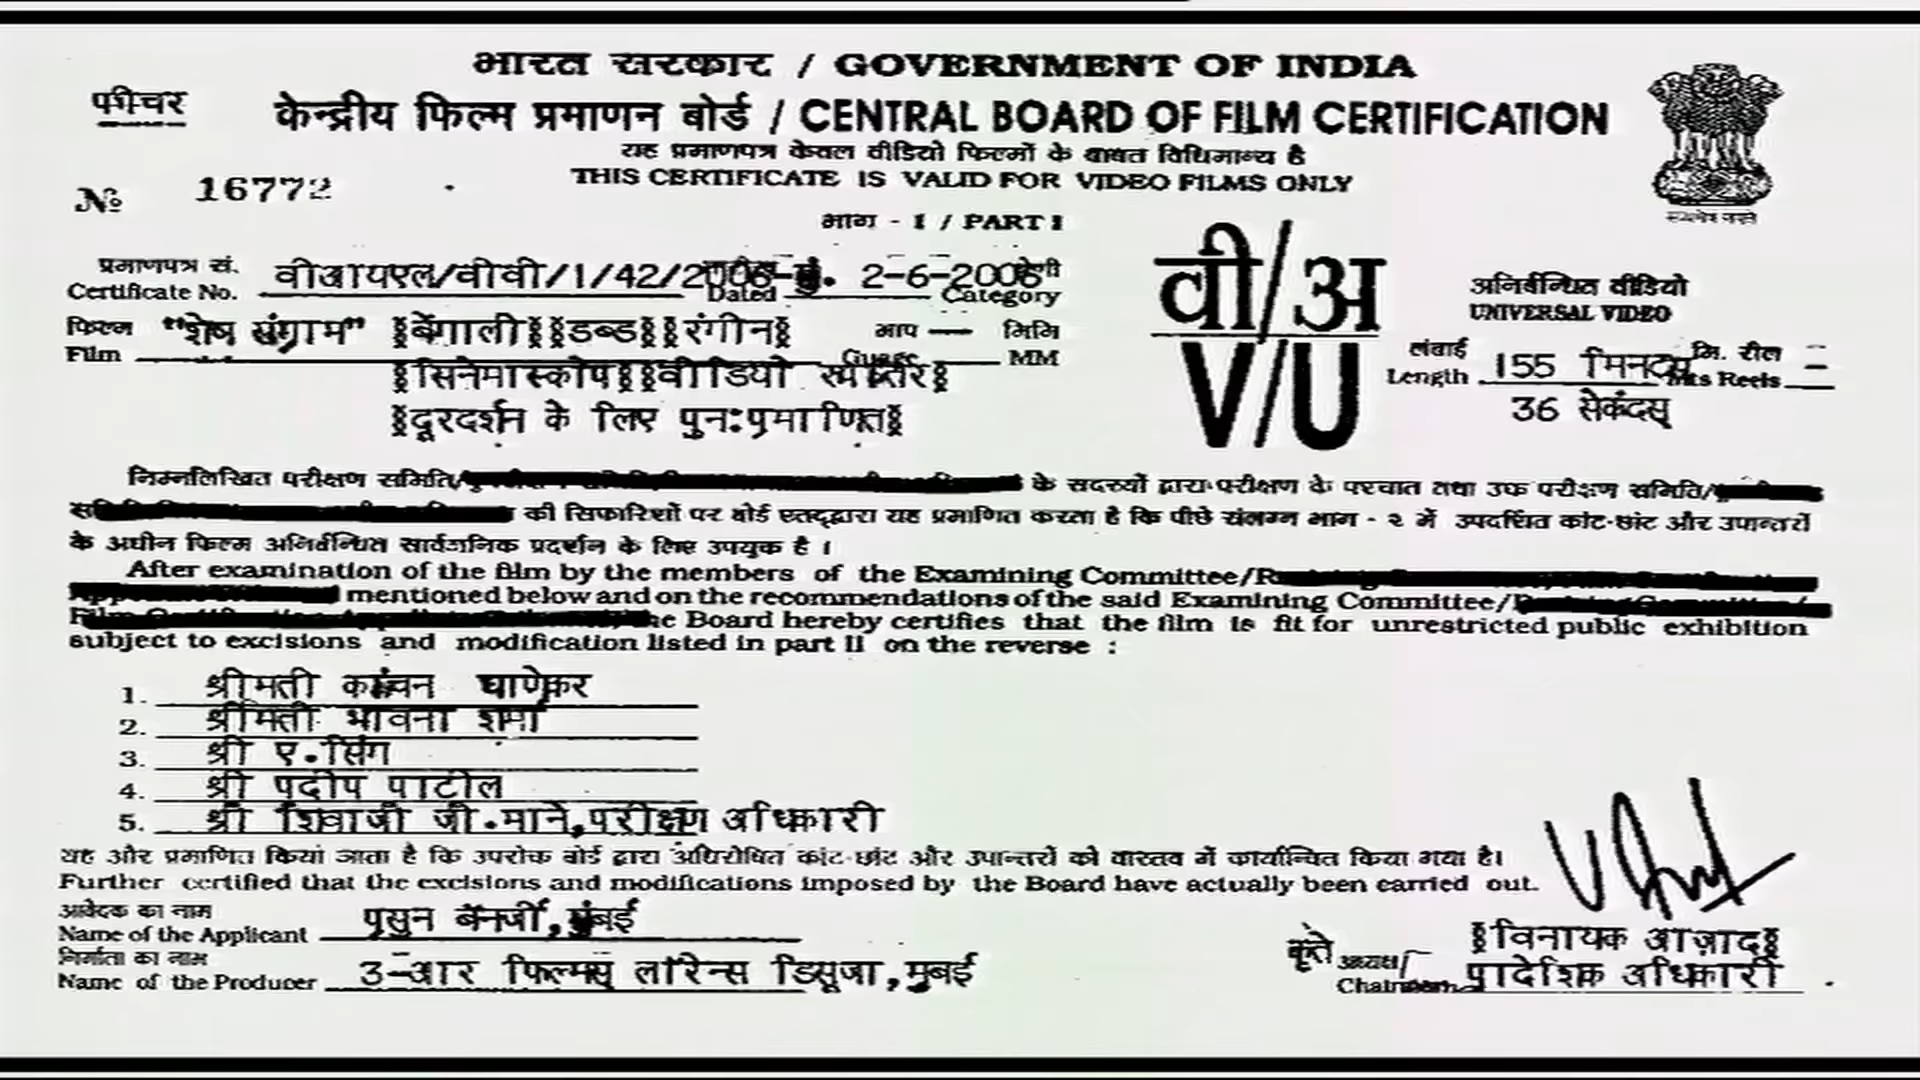 भारत सरकार / GOVERNMENT OF INDIA
फीचर
केन्द्रीय फिल्म प्रमाणन बोर्ड / CENTRAL BOARD OF FILM CERTIFICATION
यह प्रमाणपत्र केवल वीडियो फिल्मों के बाबत विधिमान्य है
THIS CERTIFICATE IS VALID FOR VIDEO FILMS ONLY
№ 16772
भाग - 1 / PART I
प्रमाणपत्र सं. वीआयएल/वीवी/1/42/2006-मुं. 2-6-2006
Certificate No. Dated Category
वी/अ
V/U
अनिर्बन्धित वीडियो
UNIVERSAL VIDEO
फिल्म "शेष संग्राम" बेंगाली डब्ड रंगीन माप — मिमि
Film Guage MM
सिनेमास्कोप वीडियो रूपांतर
दूरदर्शन के लिए पुनःप्रमाणित
लंबाई 155 मिनटस् मि. रील -
Length Mts Reels
36 सेकंदस्
निम्नलिखित परीक्षण समिति/ के सदस्यों द्वारा परीक्षण के पश्चात तथा उक्त परीक्षण समिति/
की सिफारिशों पर बोर्ड एतद्द्वारा यह प्रमाणित करता है कि पीछे संलग्न भाग - २ में उपदर्शित कांट-छांट और उपान्तरों
के अधीन फिल्म अनिर्बन्धित सार्वजनिक प्रदर्शन के लिए उपयुक्त है ।
After examination of the film by the members of the Examining Committee/
mentioned below and on the recommendations of the said Examining Committee/
the Board hereby certifies that the film is fit for unrestricted public exhibition
subject to excisions and modification listed in part II on the reverse :
1. श्रीमती कांचन घाणेकर
2. श्रीमती भावना शर्मा
3. श्री ए.सिंग
4. श्री प्रदीप पाटील
5. श्री शिवाजी जी.माने,परीक्षण अधिकारी
यह और प्रमाणित किया जाता है कि उपरोक्त बोर्ड द्वारा अधिरोपित कांट-छांट और उपान्तरों को वास्तव में कार्यान्वित किया गया है।
Further certified that the excisions and modifications imposed by the Board have actually been carried out.
आवेदक का नाम प्रसुन बॅनर्जी,मुंबई
Name of the Applicant
निर्माता का नाम 3-आर फिल्मस् लॉरेन्स डिसूजा,मुंबई
Name of the Producer
विनायक आज़ाद
कृते अध्यक्ष/ प्रादेशिक अधिकारी
Chairman